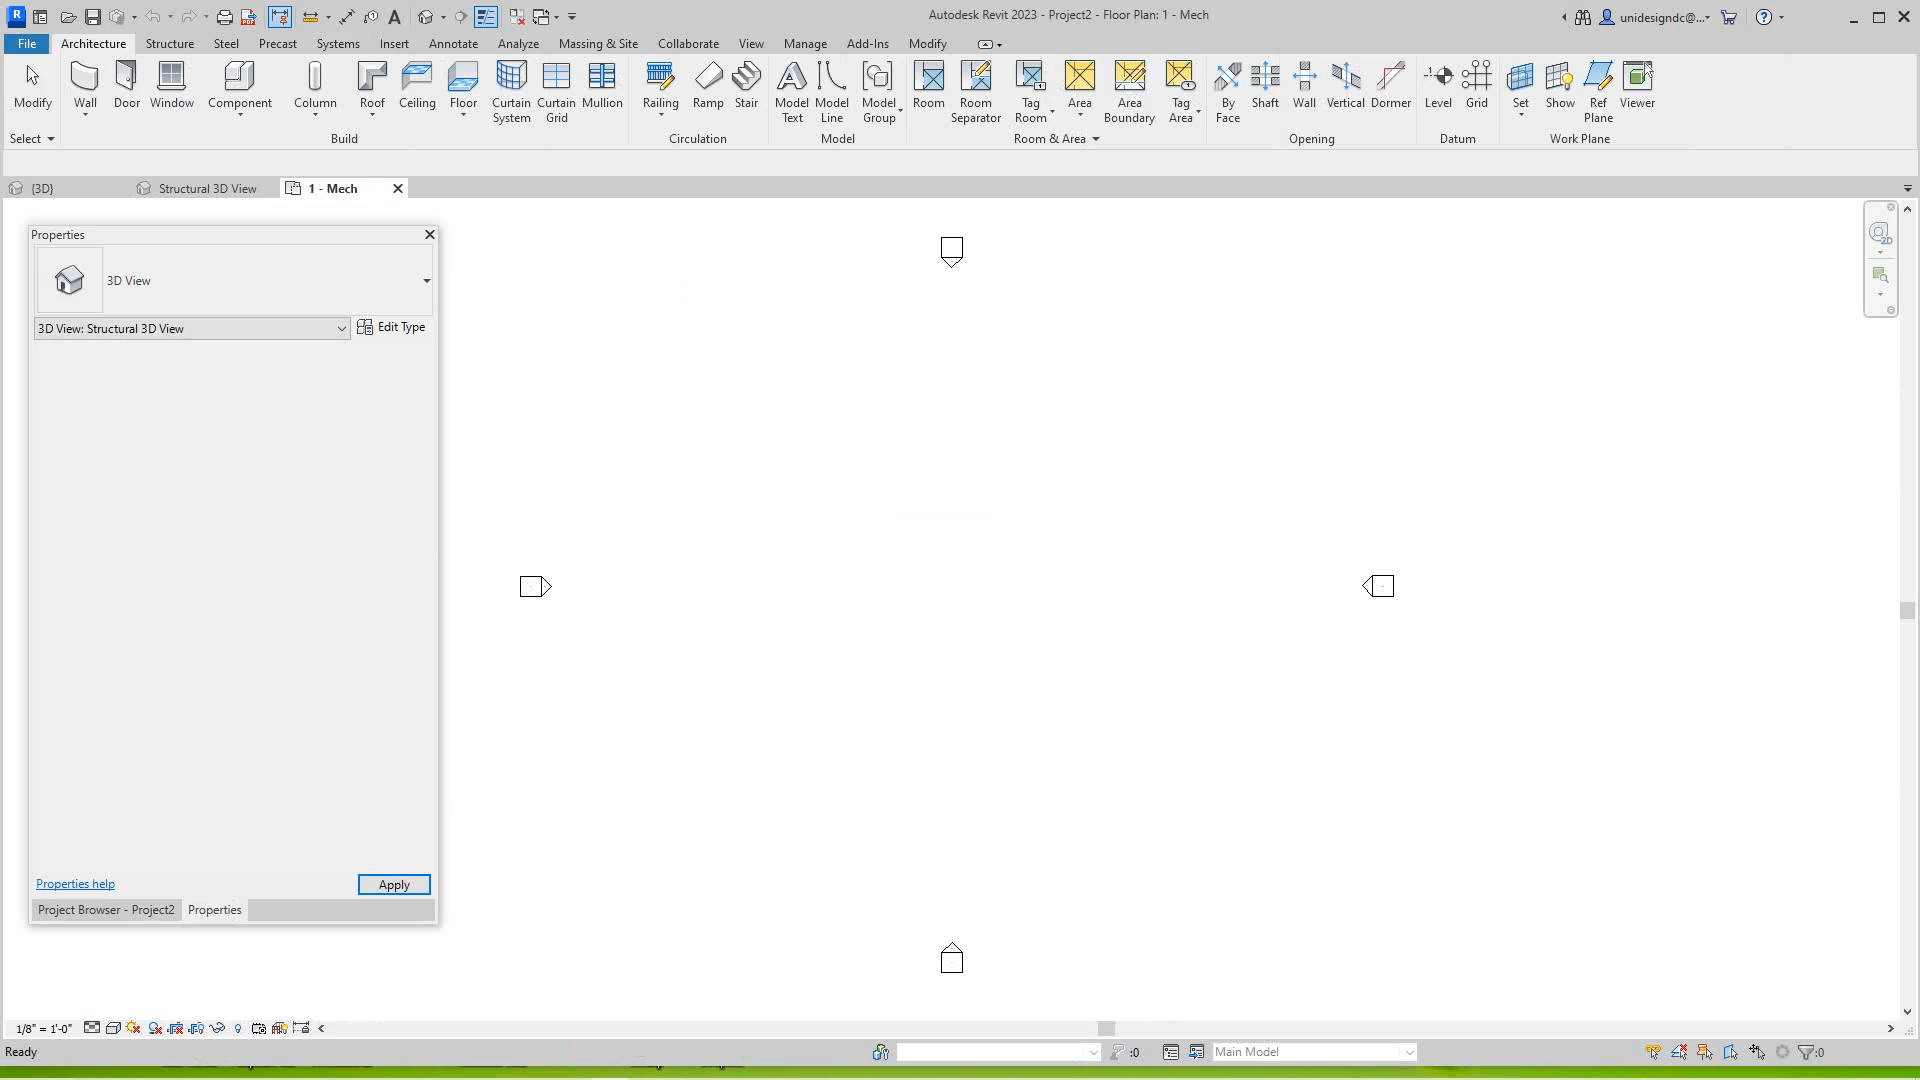 Autodesk Revit 2023 - Project2 - Floor Plan: 1 - Mech
unidesigndc@...
File Architecture Structure Steel Precast Systems Insert Annotate Analyze Massing & Site Collaborate View Manage Add-Ins Modify
Modify Wall Door Window Component Column Roof Ceiling Floor Curtain System Curtain Grid Mullion Railing Ramp Stair Model Text Model Line Model Group Room Room Separator Tag Room Area Area Boundary Tag Area By Face Shaft Wall Vertical Dormer Level Grid Set Show Ref Plane Viewer
Select Build Circulation Model Room & Area Opening Datum Work Plane
{3D} Structural 3D View 1 - Mech
Properties
2D
3D View
3D View: Structural 3D View Edit Type
Properties help Apply
Project Browser - Project2 Properties
1/8" = 1'-0"
Ready :0 Main Model :0